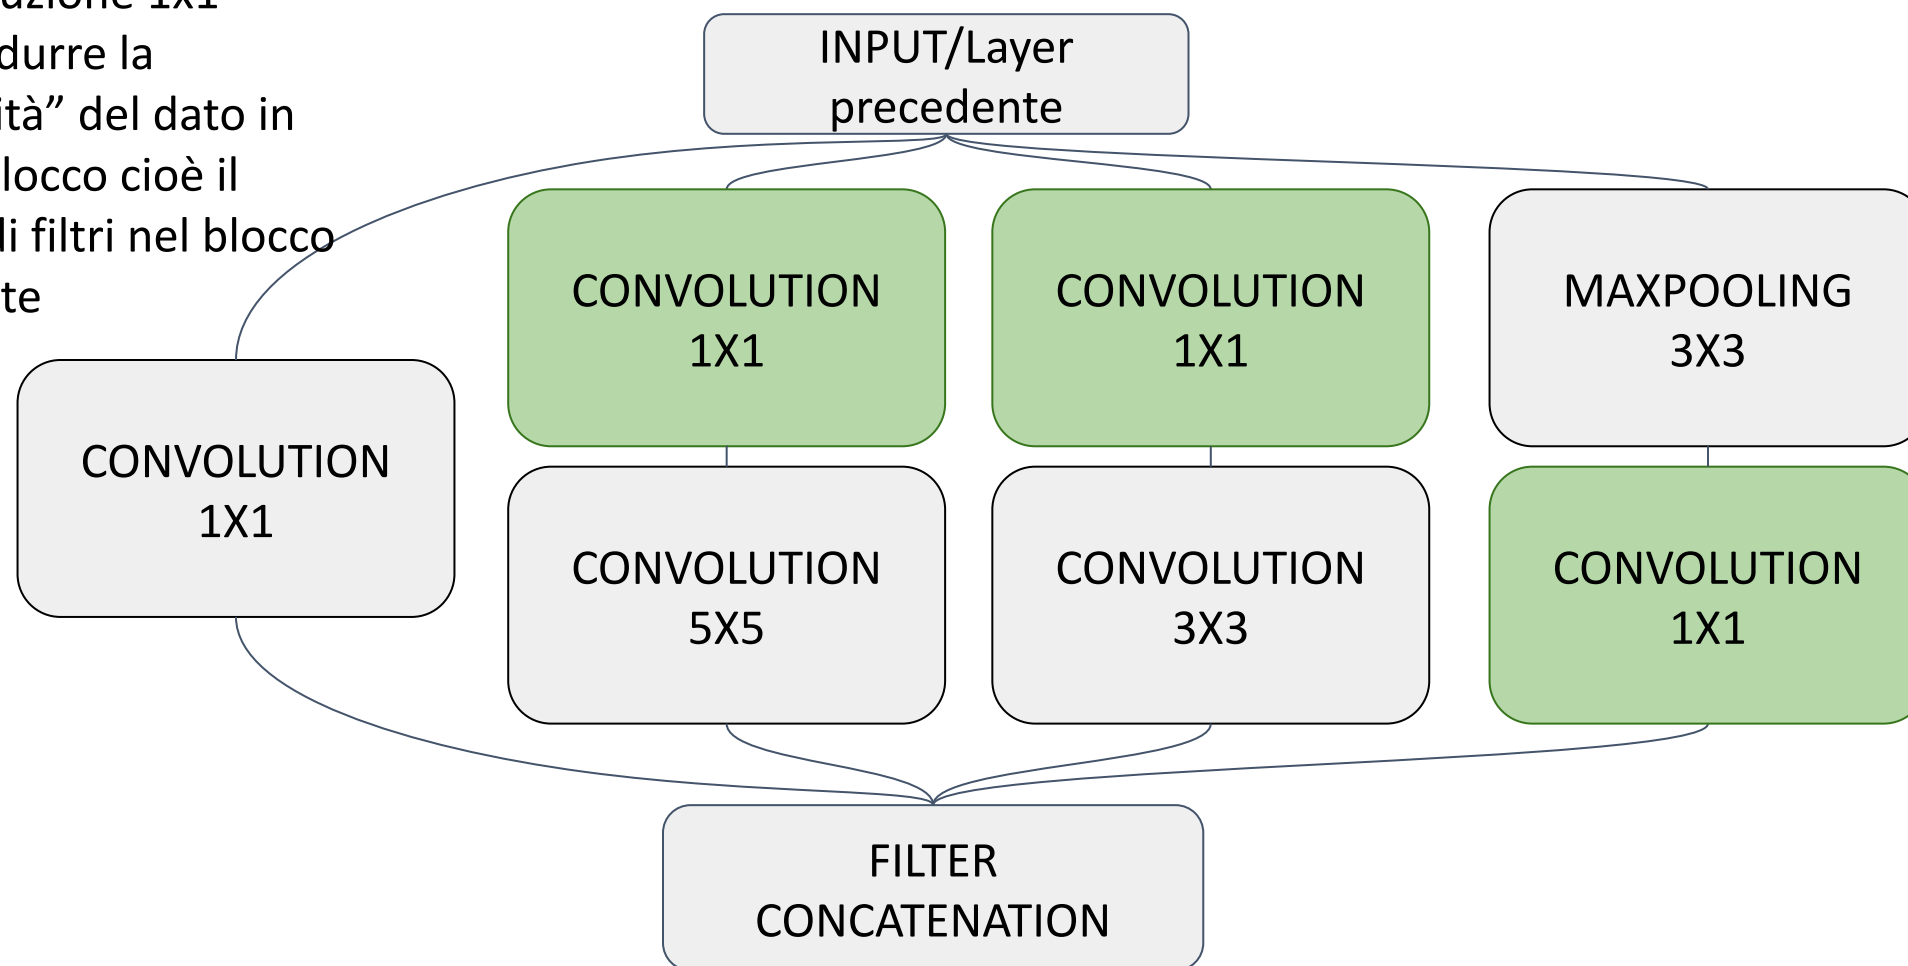 durre la
ità” del dato in
locco cioè il
di filtri nel blocco
te
INPUT/Layer
precedente
CONVOLUTION
1X1
CONVOLUTION
1X1
MAXPOOLING
3X3
CONVOLUTION
1X1
CONVOLUTION
5X5
CONVOLUTION
3X3
CONVOLUTION
1X1
FILTER
CONCATENATION